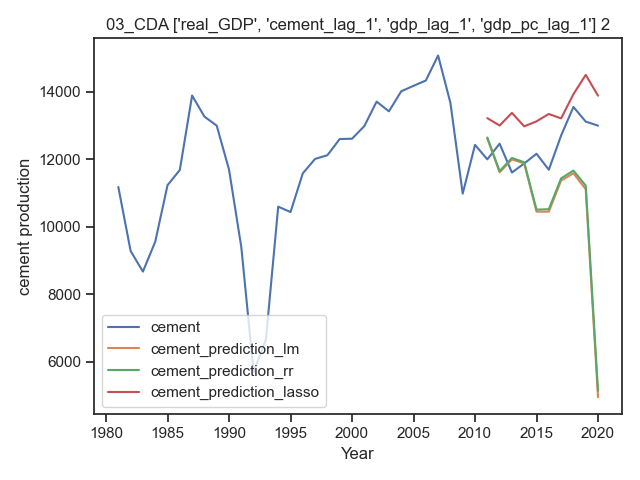 03_CDA ['real_GDP', 'cement_lag_1', 'gdp_lag_1', 'gdp_pc_lag_1'] 2
14000
12000
10000
8000
6000
cement production
cement
cement_prediction_lm
cement_prediction_rr
cement_prediction_lasso
1980 1985 1990 1995 2000 2005 2010 2015 2020
Year